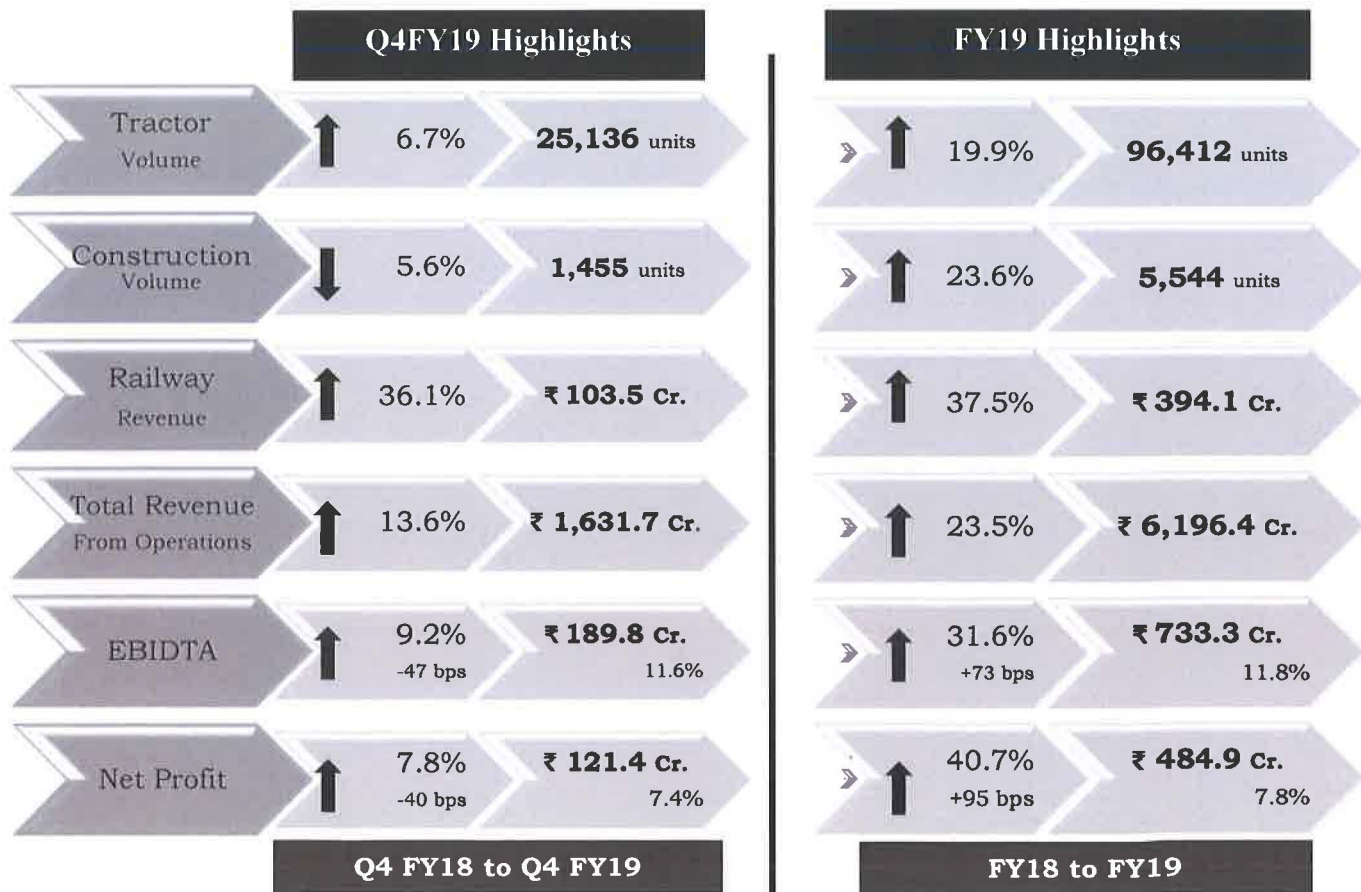 Q4FY19 Highlights
FY19 Highlights
Tractor
Volume
6.7%
25,136 units
19.9%
96,412 units
Construction
Volume
5.6%
1,455 units
23.6%
5,544 units
Railway
Revenue
36.1%
₹ 103.5 Cr.
37.5%
₹ 394.1 Cr.
Total Revenue
From Operations
13.6%
₹ 1,631.7 Cr.
23.5%
₹ 6,196.4 Cr.
EBIDTA
9.2%
-47 bps
₹ 189.8 Cr.
11.6%
31.6%
+73 bps
₹ 733.3 Cr.
11.8%
Net Profit
7.8%
-40 bps
₹ 121.4 Cr.
7.4%
40.7%
+95 bps
₹ 484.9 Cr.
7.8%
Q4 FY18 to Q4 FY19
FY18 to FY19